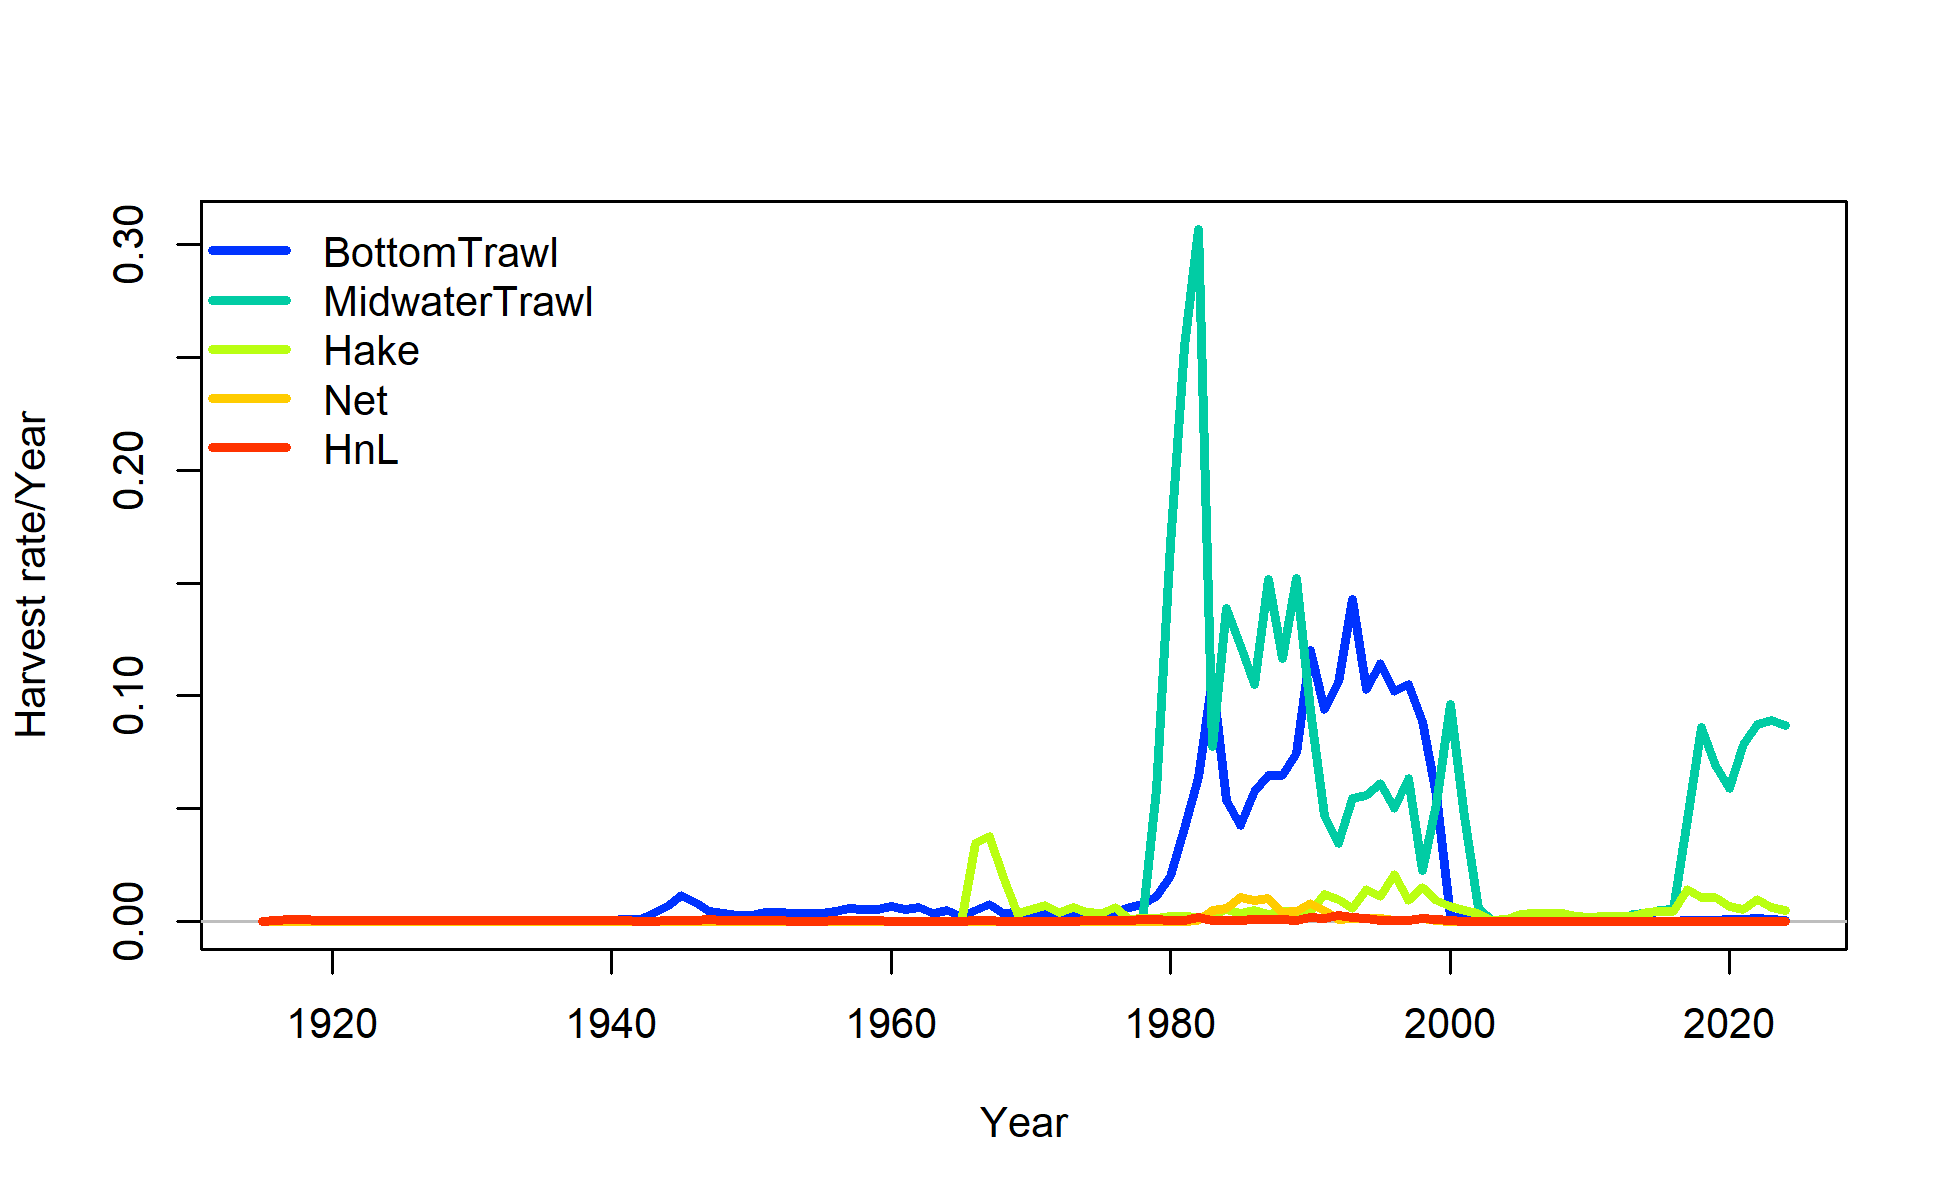 BottomTrawl
MidwaterTrawl
Hake
Net
HnL
Harvest rate/Year
0.30
0.20
0.10
0.00
1920 1940 1960 1980 2000 2020
Year